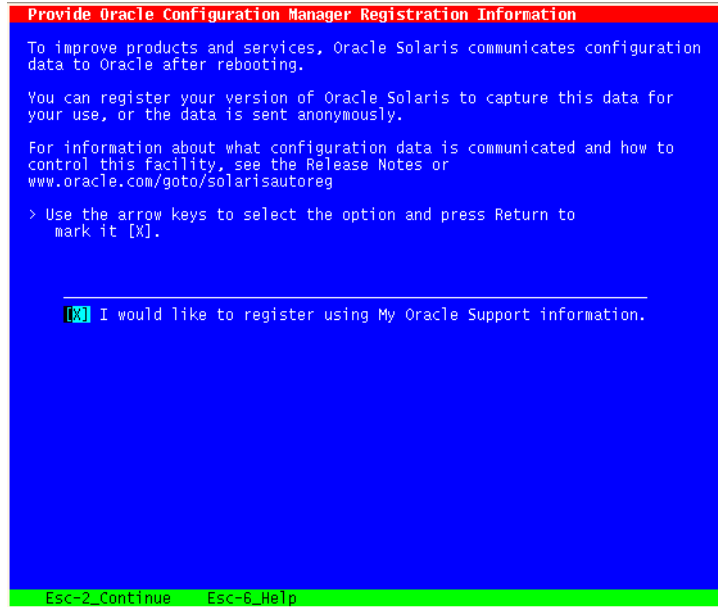 Provide Oracle Configuration Manager Registration Information
To improve products and services, Oracle Solaris communicates configuration
data to Oracle after rebooting.
You can register your version of Oracle Solaris to capture this data for
your use, or the data is sent anonymously.
For information about what configuration data is communicated and how to
control this facility, see the Release Notes or
www.oracle.com/goto/solarisautoreg
> Use the arrow keys to select the option and press Return to
mark it [X].
[X] I would like to register using My Oracle Support information.
Esc-2_Continue Esc-6_Help